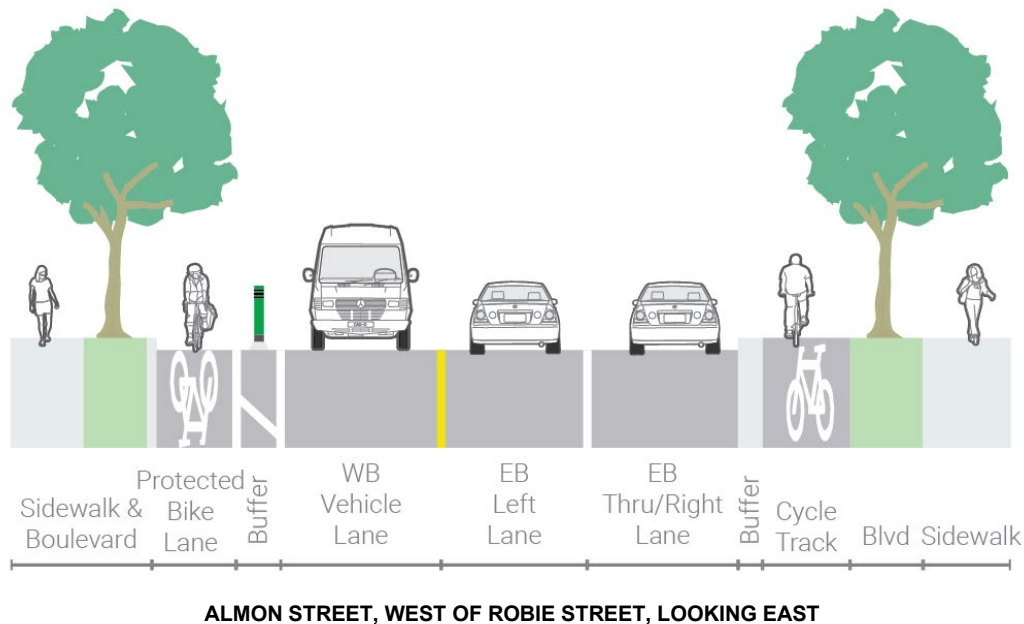 Sidewalk &
Boulevard
Protected
Bike
Lane
Buffer
WB
Vehicle
Lane
EB
Left
Lane
EB
Thru/Right
Lane
Buffer
Cycle
Track
Blvd
Sidewalk
ALMON STREET, WEST OF ROBIE STREET, LOOKING EAST